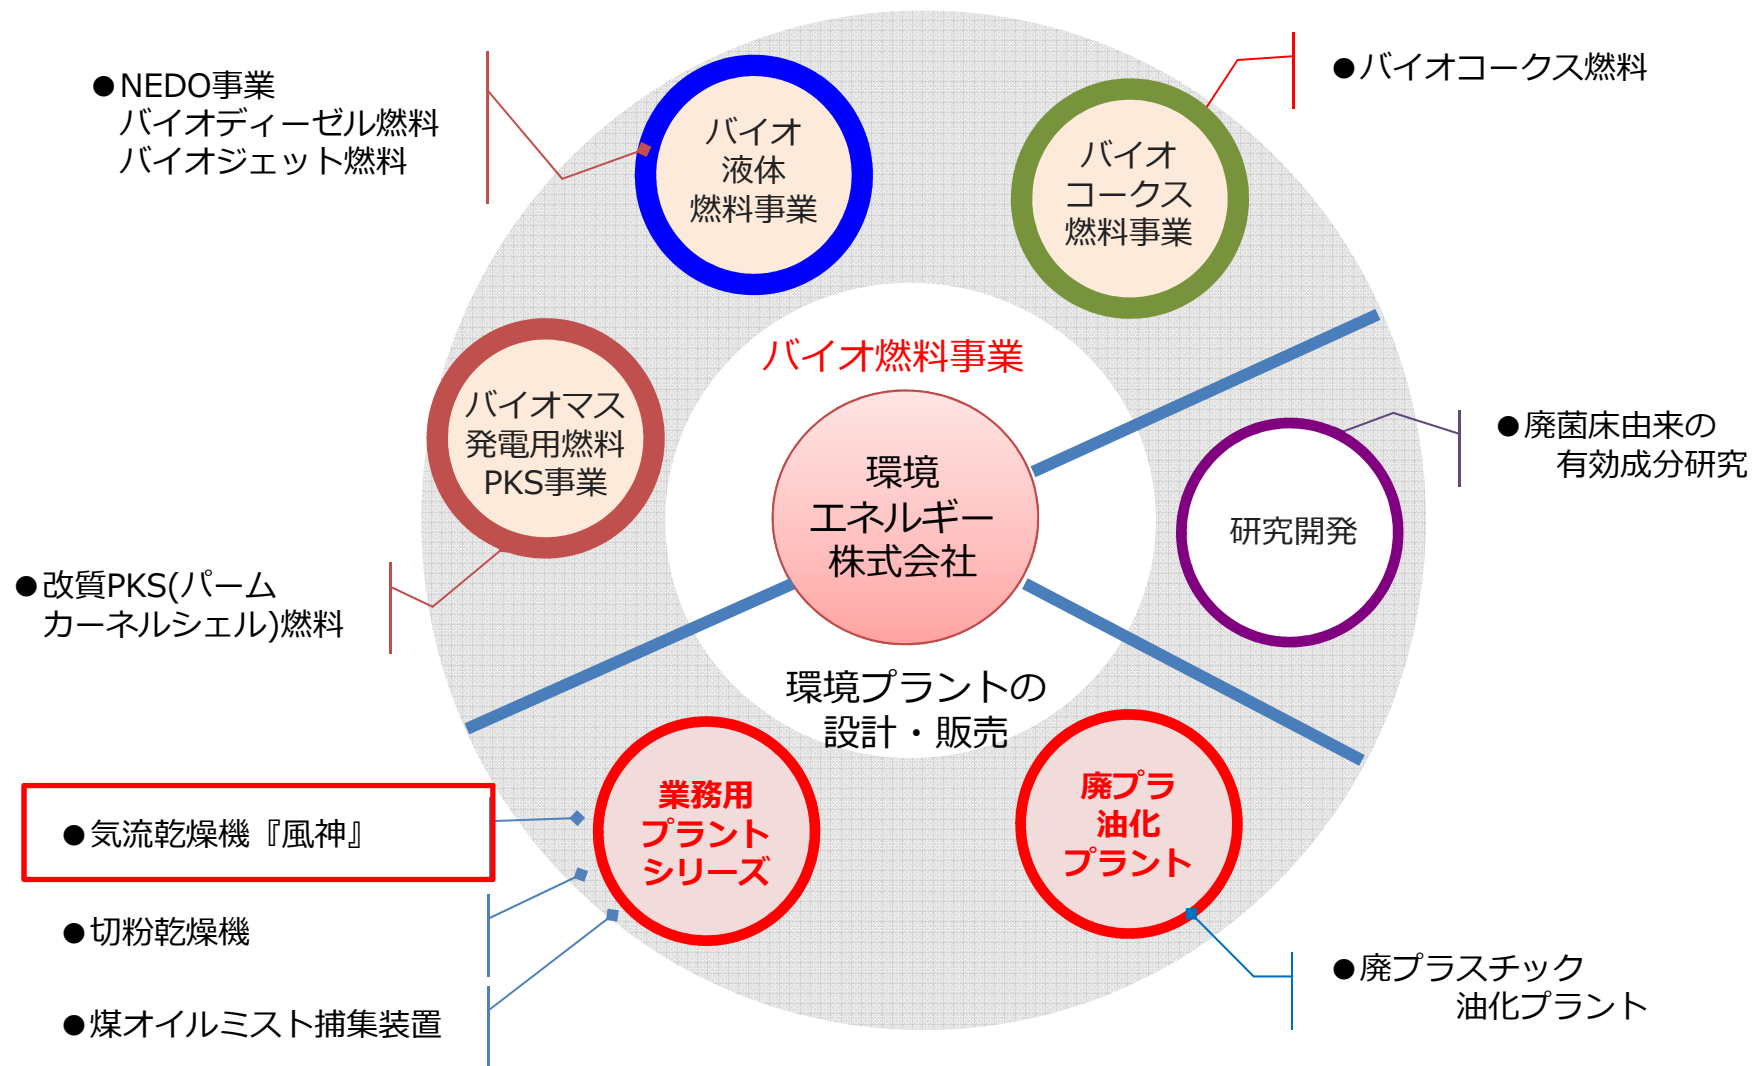 ●NEDO事業
バイオディーゼル燃料
バイオジェット燃料
バイオ
液体
燃料事業
バイオ
コークス
燃料事業
●バイオコークス燃料
バイオ燃料事業
バイオマス
発電用燃料
PKS事業
環境
エネルギー
株式会社
研究開発
●廃菌床由来の
有効成分研究
●改質PKS(パーム
カーネルシェル)燃料
環境プラントの
設計・販売
業務用
プラント
シリーズ
廃プラ
油化
プラント
●気流乾燥機『風神』
●切粉乾燥機
●煤オイルミスト捕集装置
●廃プラスチック
油化プラント